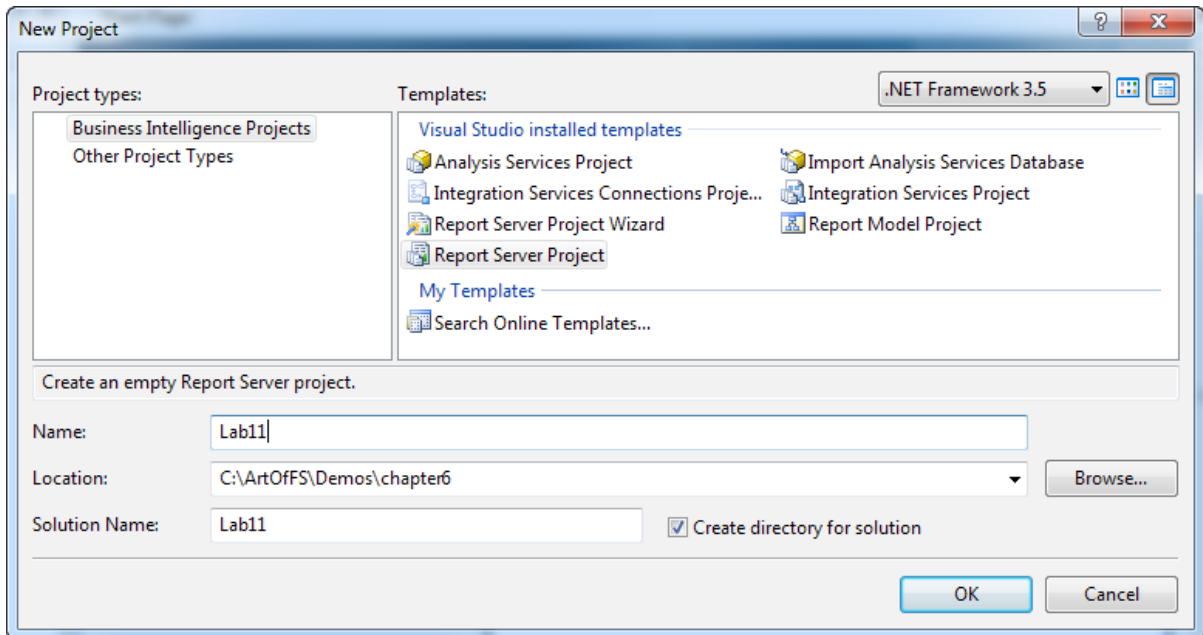 New Project
Project types:
Templates:
.NET Framework 3.5
Business Intelligence Projects
Other Project Types
Visual Studio installed templates
Analysis Services Project
Import Analysis Services Database
Integration Services Connections Proje...
Integration Services Project
Report Server Project Wizard
Report Model Project
Report Server Project
My Templates
Search Online Templates...
Create an empty Report Server project.
Name:
Lab11
Location:
C:\ArtOfFS\Demos\chapter6
Browse...
Solution Name:
Lab11
Create directory for solution
OK
Cancel